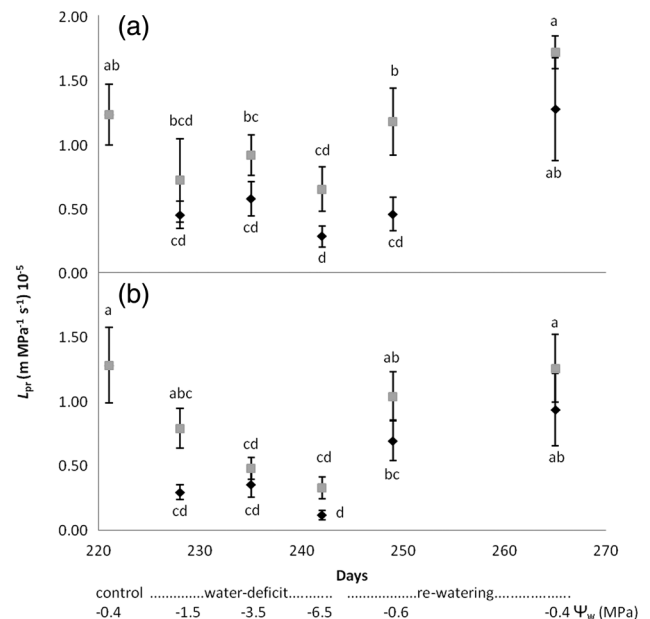 2.00
(a)
a
ab
1.50
b
bcd
bc
1.00
cd
ab
0.50
cd
cd
d
cd
0.00
L_pr (m MPa⁻¹ s⁻¹) 10⁻⁵
(b)
a
a
1.50
ab
abc
1.00
cd
cd
ab
bc
0.50
cd
cd
d
0.00
220 230 240 250 260 270
Days
control ..............water-deficit........... .................re-watering...................
-0.4 -1.5 -3.5 -6.5 -0.6 -0.4 Ψw (MPa)